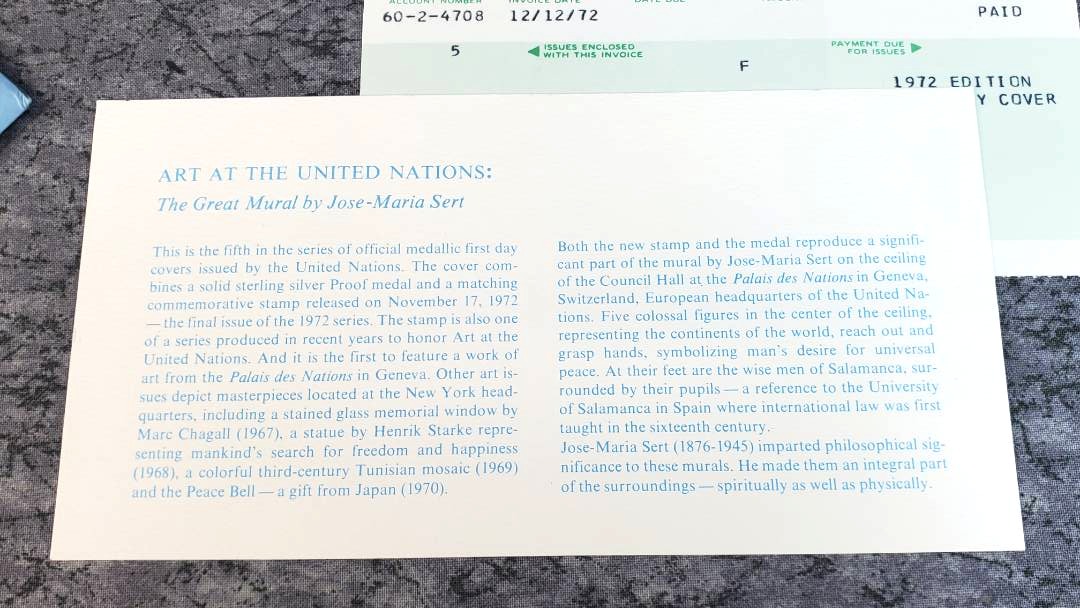 ACCOUNT NUMBER INVOICE DATE DATE DUE
60-2-4708 12/12/72 PAID
5 ISSUES ENCLOSED
WITH THIS INVOICE
PAYMENT DUE
FOR ISSUES
F
1972 EDITION
Y COVER
ART AT THE UNITED NATIONS:
The Great Mural by Jose-Maria Sert
This is the fifth in the series of official medallic first day
covers issued by the United Nations. The cover com-
bines a solid sterling silver Proof medal and a matching
commemorative stamp released on November 17, 1972
— the final issue of the 1972 series. The stamp is also one
of a series produced in recent years to honor Art at the
United Nations. And it is the first to feature a work of
art from the Palais des Nations in Geneva. Other art is-
sues depict masterpieces located at the New York head-
quarters, including a stained glass memorial window by
Marc Chagall (1967), a statue by Henrik Starke repre-
senting mankind's search for freedom and happiness
(1968), a colorful third-century Tunisian mosaic (1969)
and the Peace Bell — a gift from Japan (1970).
Both the new stamp and the medal reproduce a signifi-
cant part of the mural by Jose-Maria Sert on the ceiling
of the Council Hall at the Palais des Nations in Geneva,
Switzerland, European headquarters of the United Na-
tions. Five colossal figures in the center of the ceiling,
representing the continents of the world, reach out and
grasp hands, symbolizing man's desire for universal
peace. At their feet are the wise men of Salamanca, sur-
rounded by their pupils — a reference to the University
of Salamanca in Spain where international law was first
taught in the sixteenth century.
Jose-Maria Sert (1876-1945) imparted philosophical sig-
nificance to these murals. He made them an integral part
of the surroundings — spiritually as well as physically.